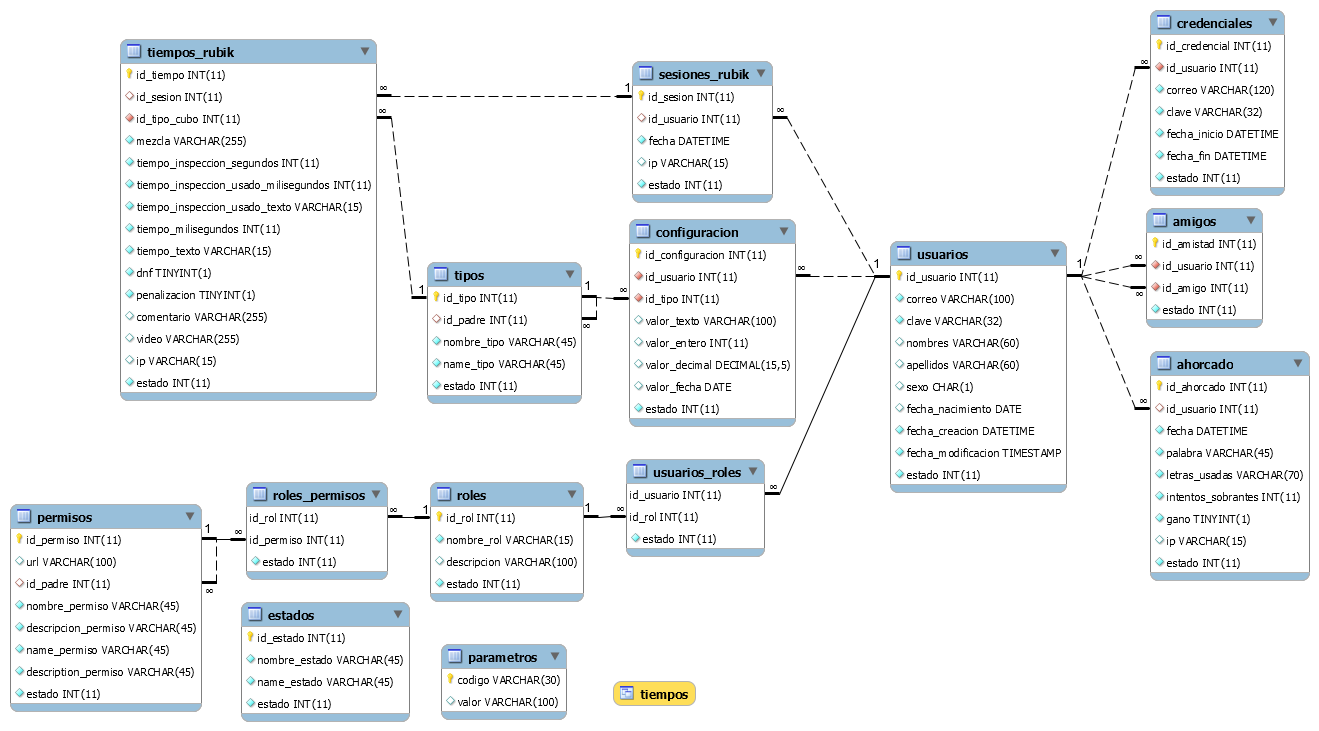 tiempos_rubik
id_tiempo INT(11)
id_sesion INT(11)
id_tipo_cubo INT(11)
mezcla VARCHAR(255)
tiempo_inspeccion_segundos INT(11)
tiempo_inspeccion_usado_milisegundos INT(11)
tiempo_inspeccion_usado_texto VARCHAR(15)
tiempo_milisegundos INT(11)
tiempo_texto VARCHAR(15)
dnf TINYINT(1)
penalizacion TINYINT(1)
comentario VARCHAR(255)
video VARCHAR(255)
ip VARCHAR(15)
estado INT(11)
∞
∞
1
sesiones_rubik
id_sesion INT(11)
id_usuario INT(11)
fecha DATETIME
ip VARCHAR(15)
estado INT(11)
∞
credenciales
id_credencial INT(11)
id_usuario INT(11)
correo VARCHAR(120)
clave VARCHAR(32)
fecha_inicio DATETIME
fecha_fin DATETIME
estado INT(11)
∞
tipos
id_tipo INT(11)
id_padre INT(11)
nombre_tipo VARCHAR(45)
name_tipo VARCHAR(45)
estado INT(11)
1
1
∞
∞
configuracion
id_configuracion INT(11)
id_usuario INT(11)
id_tipo INT(11)
valor_texto VARCHAR(100)
valor_entero INT(11)
valor_decimal DECIMAL(15,5)
valor_fecha DATE
estado INT(11)
∞
1
usuarios
id_usuario INT(11)
correo VARCHAR(100)
clave VARCHAR(32)
nombres VARCHAR(60)
apellidos VARCHAR(60)
sexo CHAR(1)
fecha_nacimiento DATE
fecha_creacion DATETIME
fecha_modificacion TIMESTAMP
estado INT(11)
1
∞
∞
amigos
id_amistad INT(11)
id_usuario INT(11)
id_amigo INT(11)
estado INT(11)
∞
ahorcado
id_ahorcado INT(11)
id_usuario INT(11)
fecha DATETIME
palabra VARCHAR(45)
letras_usadas VARCHAR(70)
intentos_sobrantes INT(11)
gano TINYINT(1)
ip VARCHAR(15)
estado INT(11)
permisos
id_permiso INT(11)
url VARCHAR(100)
id_padre INT(11)
nombre_permiso VARCHAR(45)
descripcion_permiso VARCHAR(45)
name_permiso VARCHAR(45)
description_permiso VARCHAR(45)
estado INT(11)
1
∞
∞
roles_permisos
id_rol INT(11)
id_permiso INT(11)
estado INT(11)
∞
1
roles
id_rol INT(11)
nombre_rol VARCHAR(15)
descripcion VARCHAR(100)
estado INT(11)
1
∞
usuarios_roles
id_usuario INT(11)
id_rol INT(11)
estado INT(11)
∞
estados
id_estado INT(11)
nombre_estado VARCHAR(45)
name_estado VARCHAR(45)
estado INT(11)
parametros
codigo VARCHAR(30)
valor VARCHAR(100)
tiempos